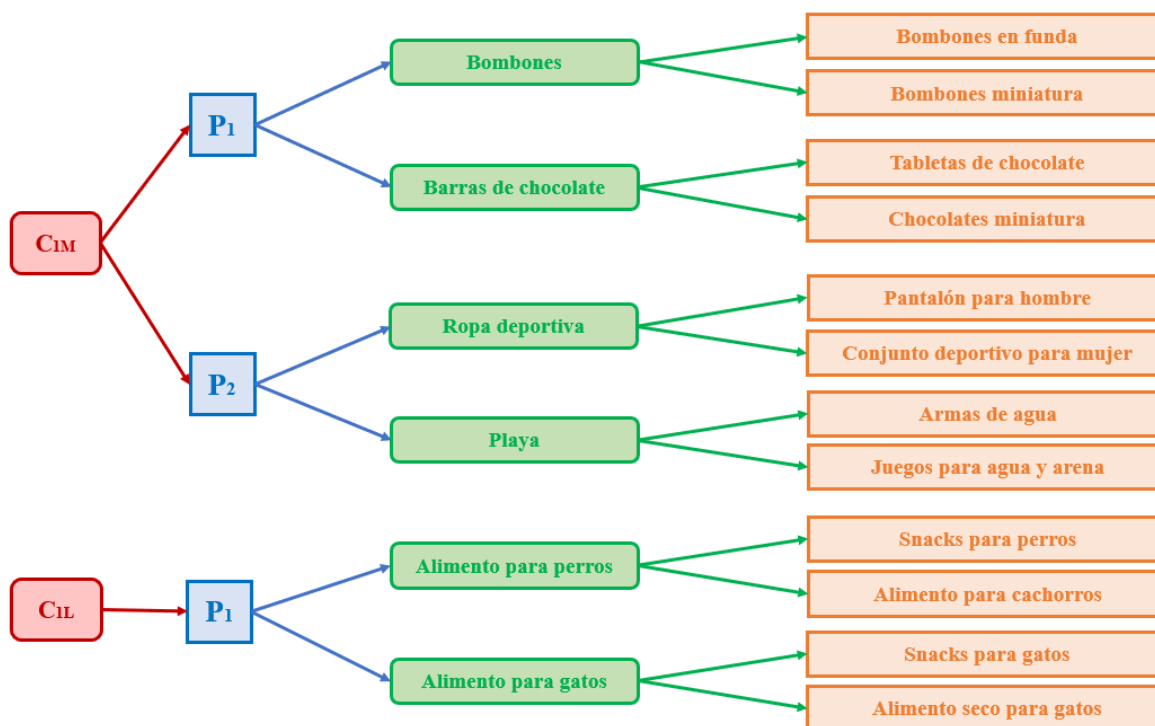 Bombones en funda
Bombones
Bombones miniatura
P1
Tabletas de chocolate
Barras de chocolate
Chocolates miniatura
C1M
Pantalón para hombre
Ropa deportiva
Conjunto deportivo para mujer
P2
Armas de agua
Playa
Juegos para agua y arena
Snacks para perros
Alimento para perros
Alimento para cachorros
C1L
P1
Snacks para gatos
Alimento para gatos
Alimento seco para gatos